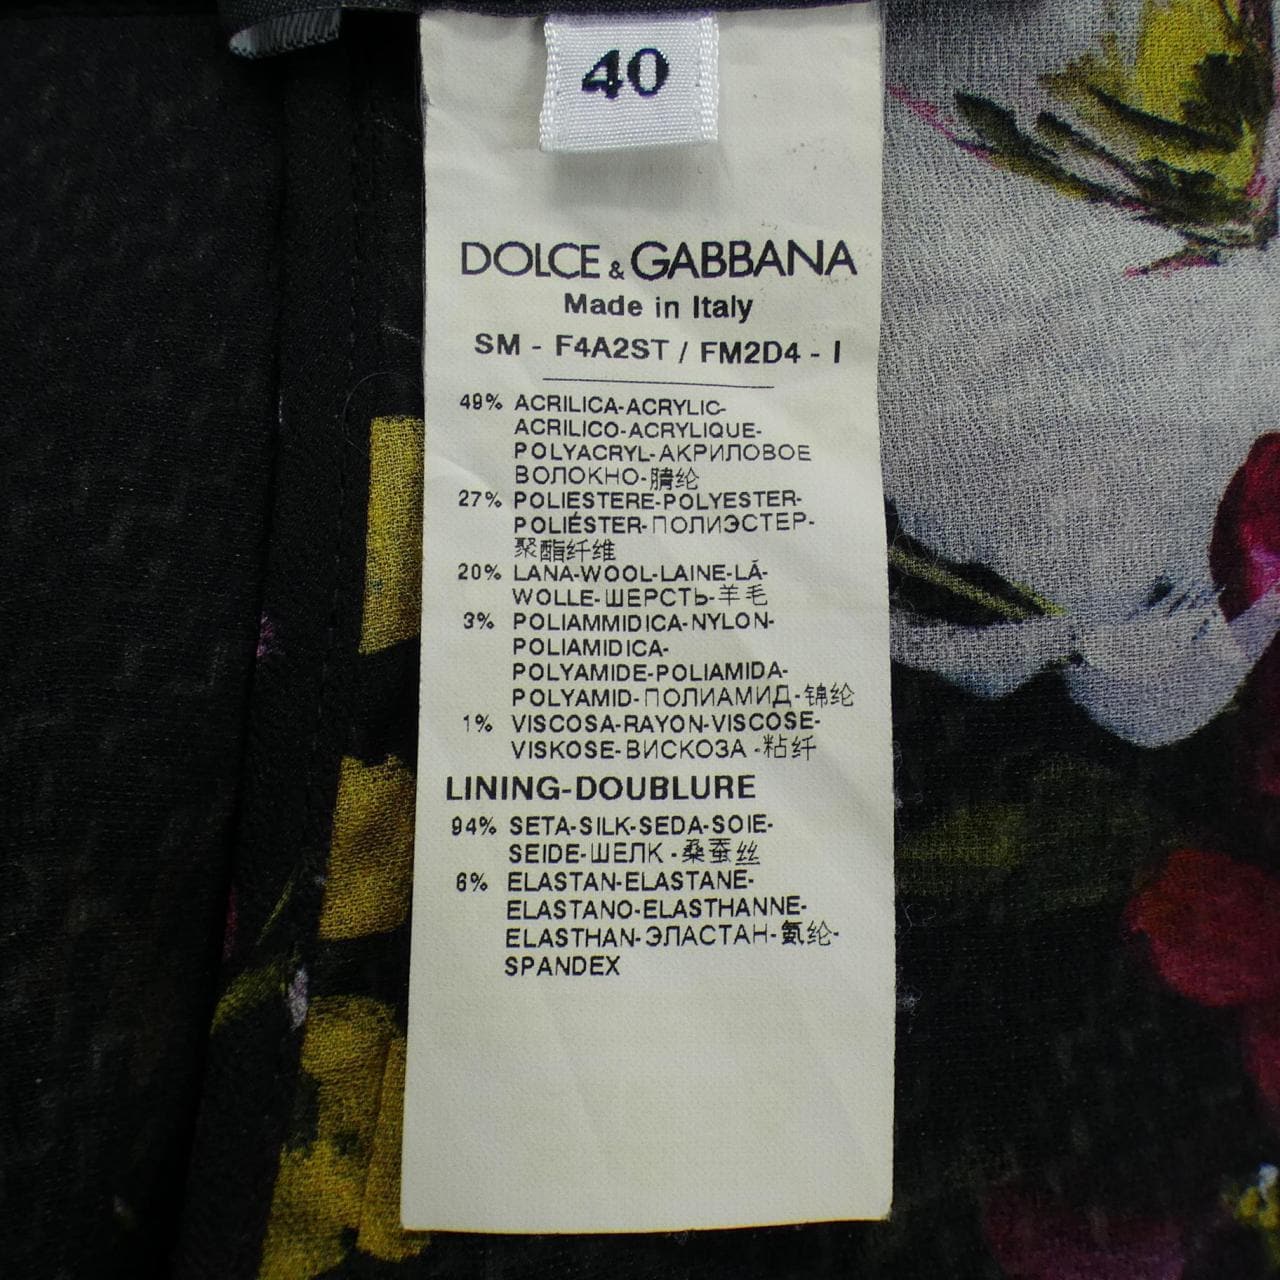 40
DOLCE & GABBANA
Made in Italy
SM - F4A2ST / FM2D4 - I
49% ACRILICA-ACRYLIC-
ACRILICO-ACRYLIQUE-
POLYACRYL-АКРИЛОВОЕ
ВОЛОКНО-腈纶
27% POLIESTERE-POLYESTER-
POLIÉSTER-ПОЛИЭСТЕР-
聚酯纤维
20% LANA-WOOL-LAINE-LÃ-
WOLLE-ШЕРСТЬ-羊毛
3% POLIAMMIDICA-NYLON-
POLIAMIDICA-
POLYAMIDE-POLIAMIDA-
POLYAMID-ПОЛИАМИД-锦纶
1% VISCOSA-RAYON-VISCOSE-
VISKOSE-ВИСКОЗА-粘纤
LINING-DOUBLURE
94% SETA-SILK-SEDA-SOIE-
SEIDE-ШЕЛК-桑蚕丝
6% ELASTAN-ELASTANE-
ELASTANO-ELASTHANNE-
ELASTHAN-ЭЛАСТАН-氨纶-
SPANDEX